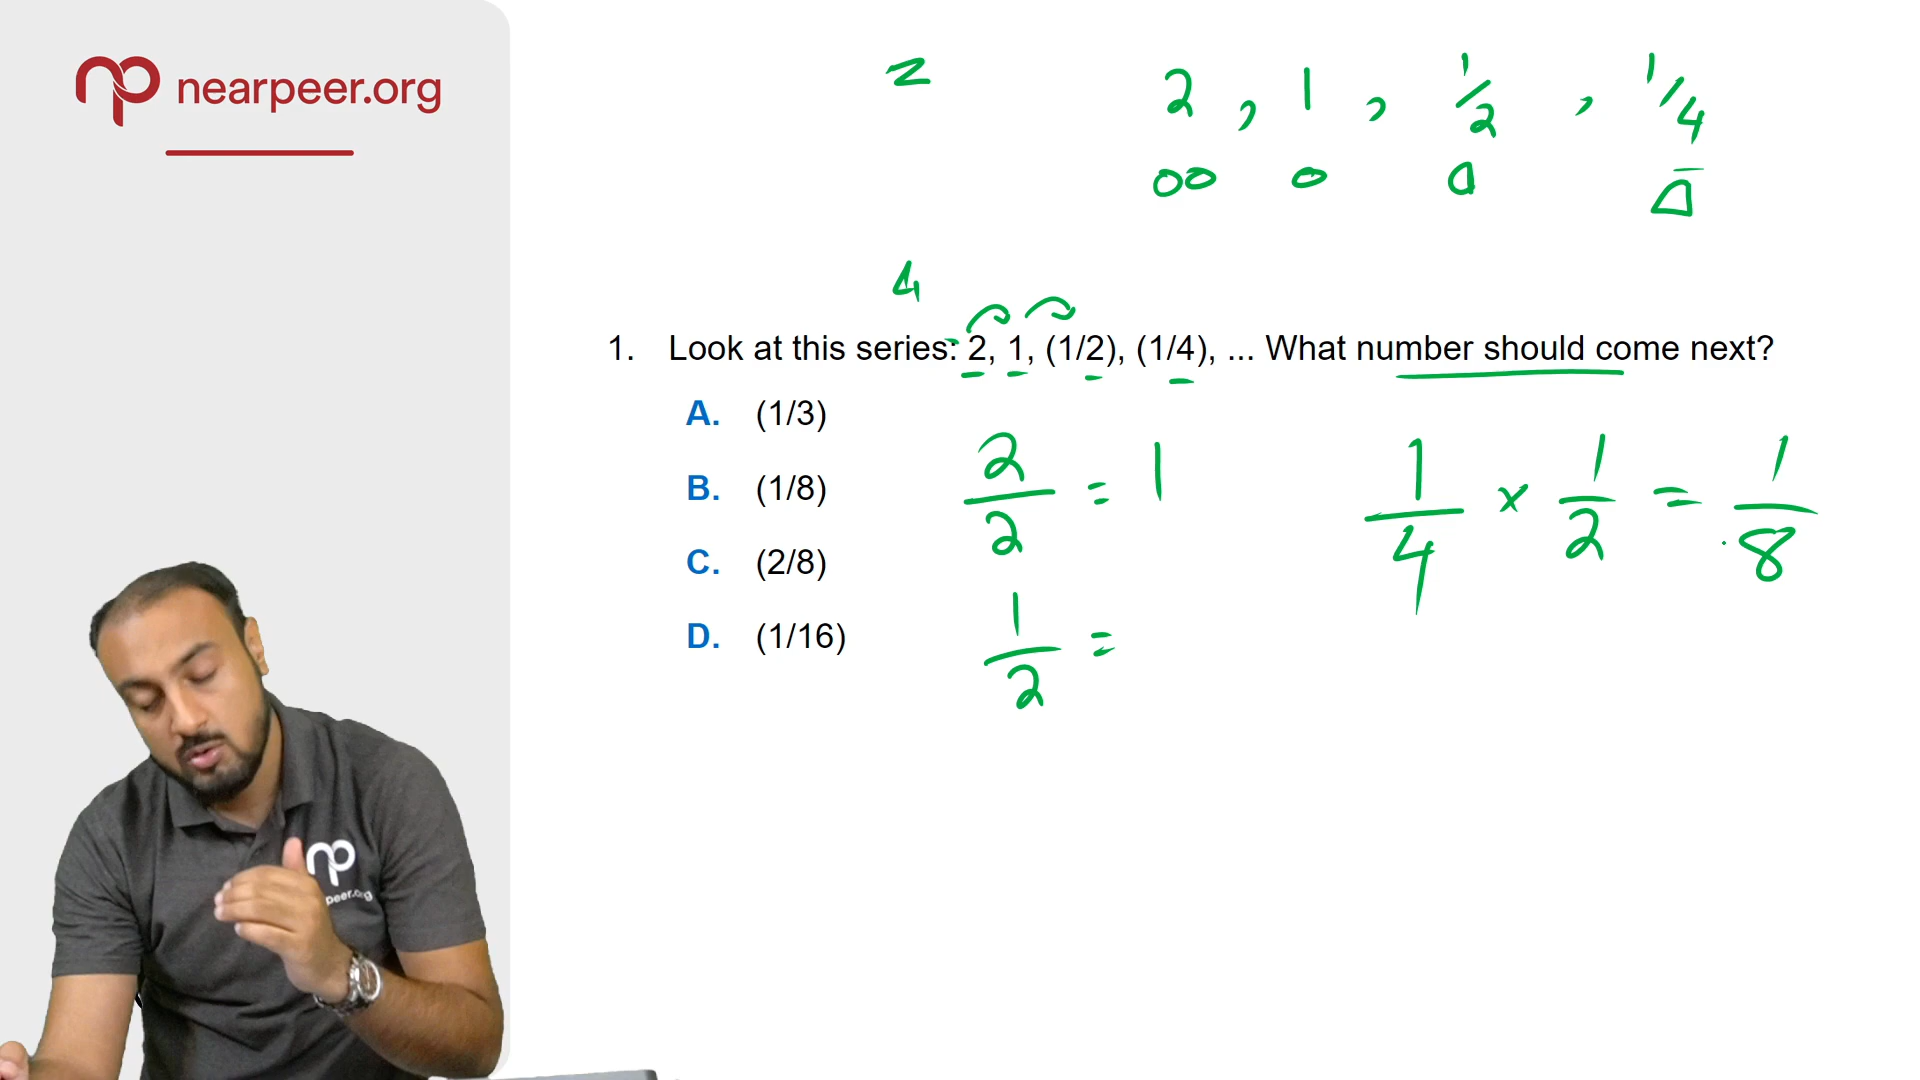 nearpeer.org
2 , 1 , 1/2 , 1/4
4
1. Look at this series: 2, 1, (1/2), (1/4), ... What number should come next?
A. (1/3)
B. (1/8)
C. (2/8)
D. (1/16)
2/2 = 1
1/4 x 1/2 = 1/8
1/2 =
np
peer.org